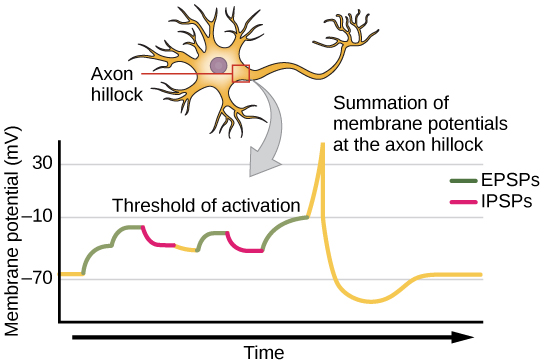 Axon
hillock
Summation of
membrane potentials
at the axon hillock
Membrane potential (mV)
30
–10
–70
Threshold of activation
EPSPs
IPSPs
Time